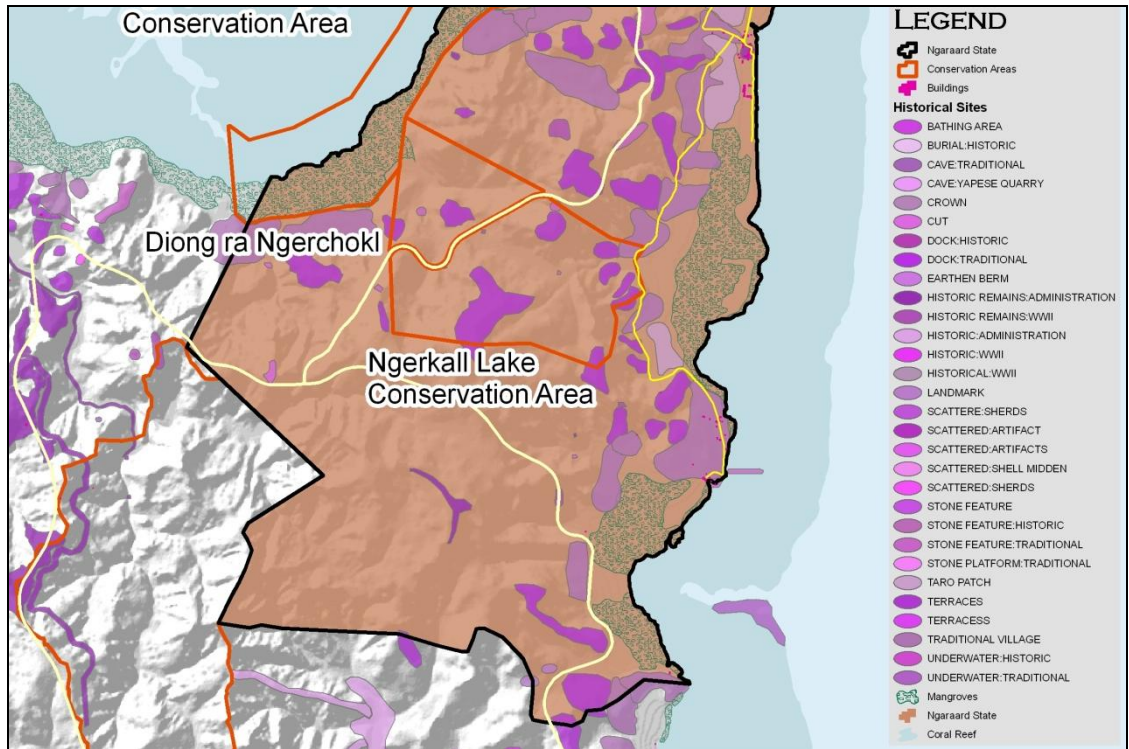 Conservation Area
Diong ra Ngerchokl
Ngerkall Lake
Conservation Area
LEGEND
Ngaraard State
Conservation Areas
Buildings
Historical Sites
BATHING AREA
BURIAL:HISTORIC
CAVE:TRADITIONAL
CAVE:YAPESE QUARRY
CROWN
CUT
DOCK:HISTORIC
DOCK:TRADITIONAL
EARTHEN BERM
HISTORIC REMAINS:ADMINISTRATION
HISTORIC REMAINS:WWII
HISTORIC:ADMINISTRATION
HISTORIC:WWII
HISTORICAL:WWII
LANDMARK
SCATTERE:SHERDS
SCATTERED:ARTIFACT
SCATTERED:ARTIFACTS
SCATTERED:SHELL MIDDEN
SCATTERED:SHERDS
STONE FEATURE
STONE FEATURE:HISTORIC
STONE FEATURE:TRADITIONAL
STONE PLATFORM:TRADITIONAL
TARO PATCH
TERRACES
TERRACESS
TRADITIONAL VILLAGE
UNDERWATER:HISTORIC
UNDERWATER:TRADITIONAL
Mangroves
Ngaraard State
Coral Reef